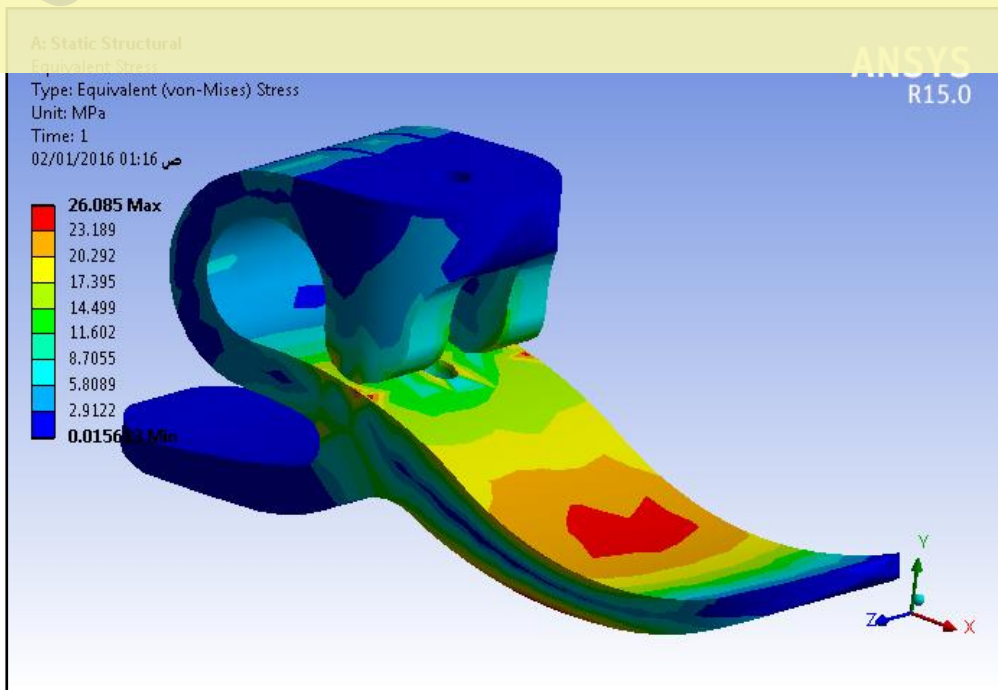 A: Static Structural
Equivalent Stress
Type: Equivalent (von-Mises) Stress
Unit: MPa
Time: 1
02/01/2016 01:16 ص
ANSYS
R15.0
26.085 Max
23.189
20.292
17.395
14.499
11.602
8.7055
5.8089
2.9122
Min
Y
Z
X